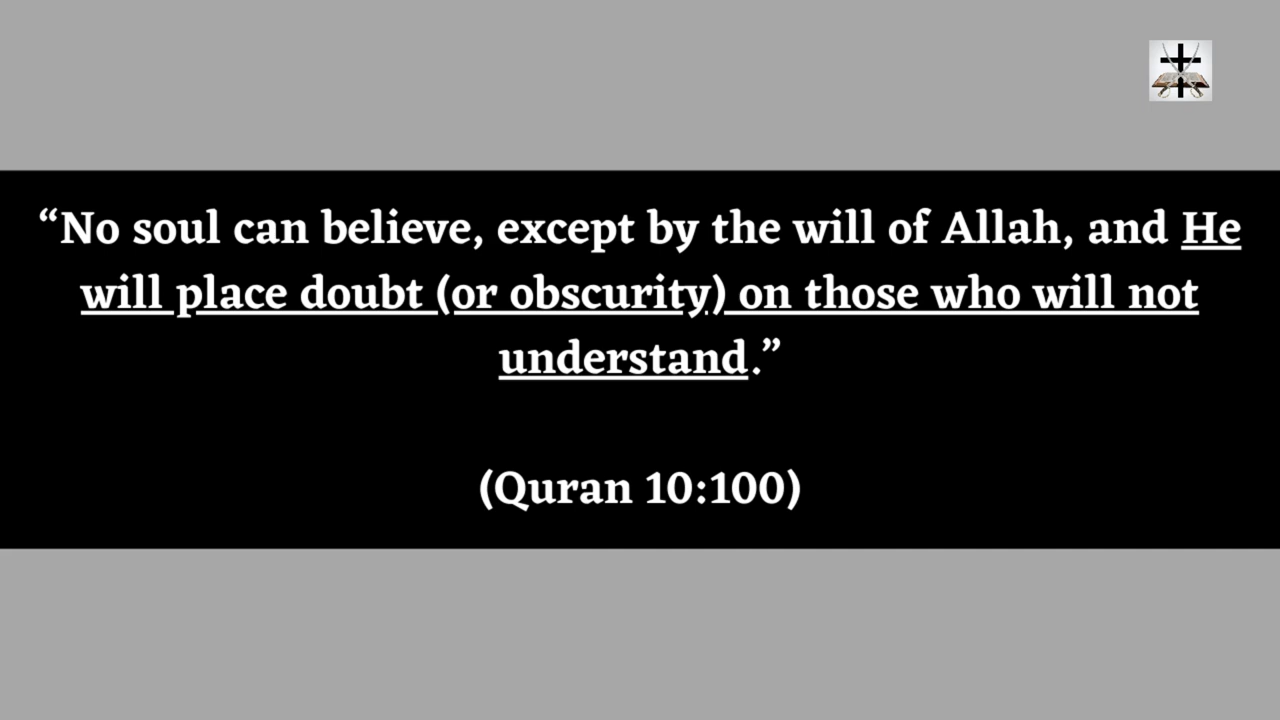 “No soul can believe, except by the will of Allah, and He
will place doubt (or obscurity) on those who will not
understand.”
(Quran 10:100)